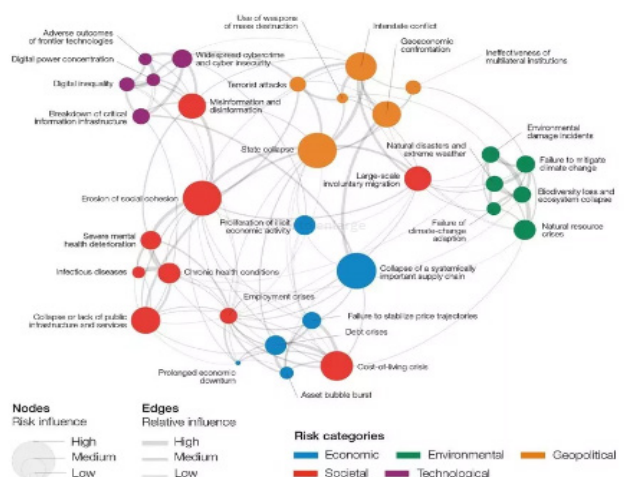 Use of weapons
of mass destruction
Interstate conflict
Adverse outcomes
of frontier technologies
Geoeconomic
confrontation
Digital power concentration
Widespread cybercrime
and cyber insecurity
Ineffectiveness of
multilateral institutions
Digital inequality
Terrorist attacks
Misinformation and
disinformation
Breakdown of critical
information infrastructure
Environmental
damage incidents
State collapse
Natural disasters and
extreme weather
Failure to mitigate
climate change
Large-scale
involuntary migration
Biodiversity loss and
ecosystem collapse
Erosion of social cohesion
Proliferation of illicit
economic activity
Failure of
climate-change
adaption
Natural resource
crises
Severe mental
health deterioration
Infectious diseases
Chronic health conditions
Collapse of a systemically
important supply chain
Employment crises
Collapse or lack of public
infrastructure and services
Failure to stabilize price trajectories
Debt crises
Prolonged economic
downturn
Cost-of-living crisis
Asset bubble burst
Nodes
Risk influence
High
Medium
Low
Edges
Relative influence
High
Medium
Low
Risk categories
Economic
Environmental
Geopolitical
Societal
Technological